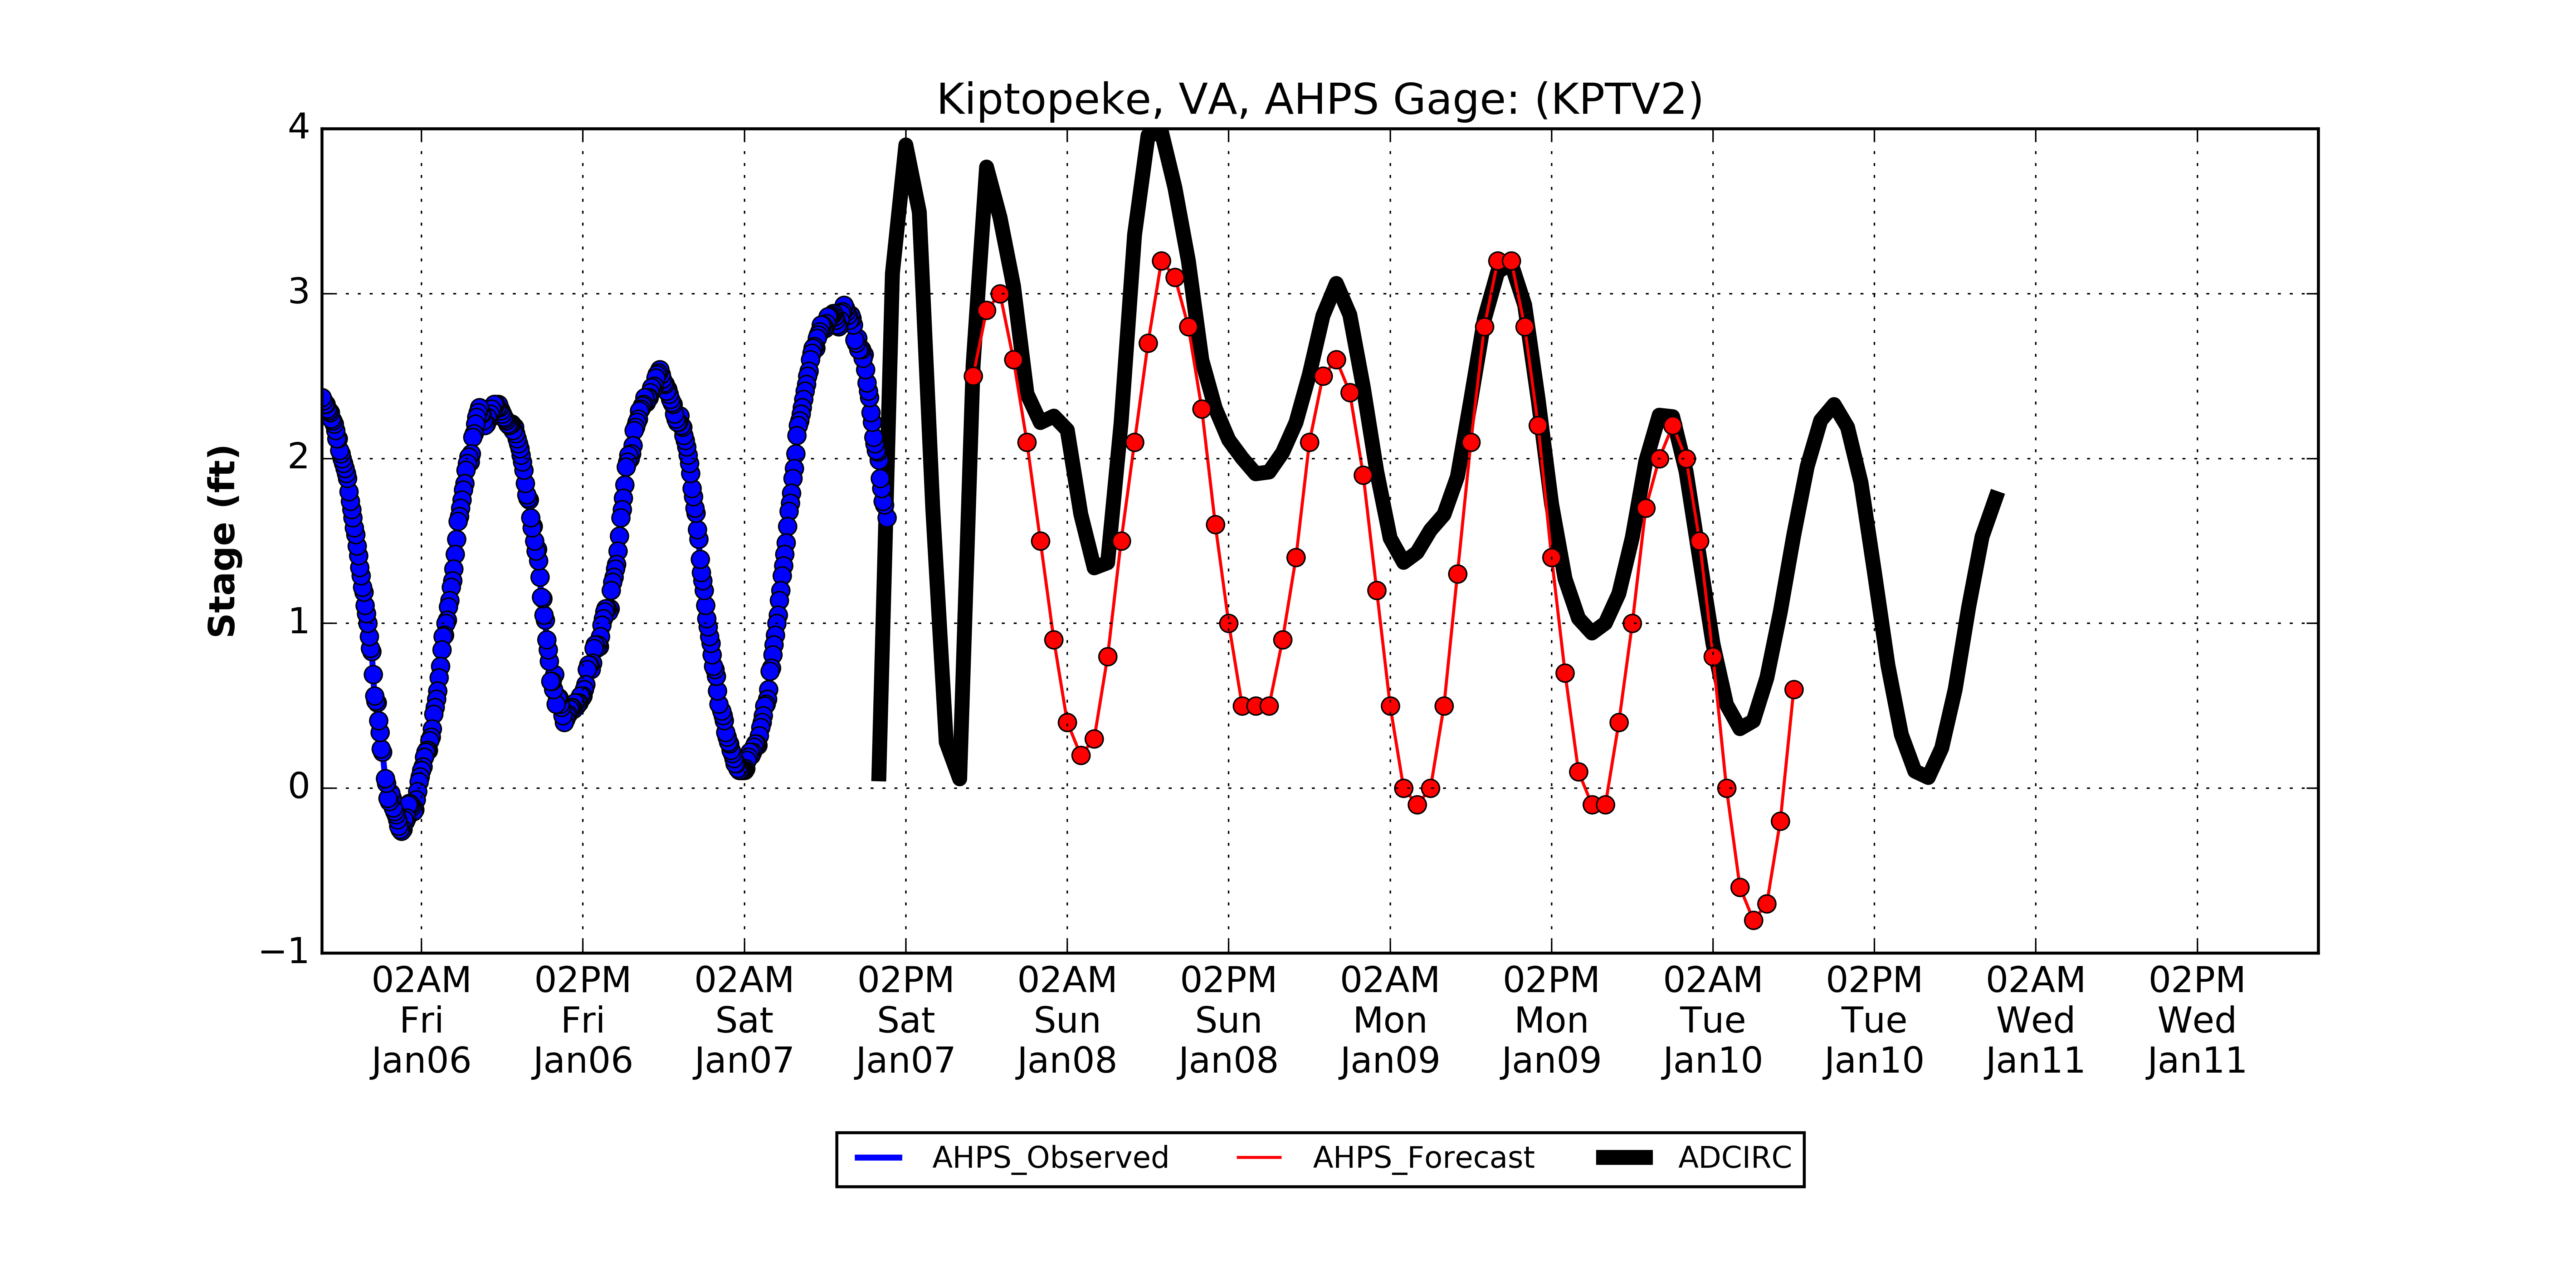 Kiptopeke, VA, AHPS Gage: (KPTV2)
Stage (ft)
4
3
2
1
0
−1
02AM 02PM 02AM 02PM 02AM 02PM 02AM 02PM 02AM 02PM 02AM 02PM
Fri Fri Sat Sat Sun Sun Mon Mon Tue Tue Wed Wed
Jan06 Jan06 Jan07 Jan07 Jan08 Jan08 Jan09 Jan09 Jan10 Jan10 Jan11 Jan11
AHPS_Observed AHPS_Forecast ADCIRC